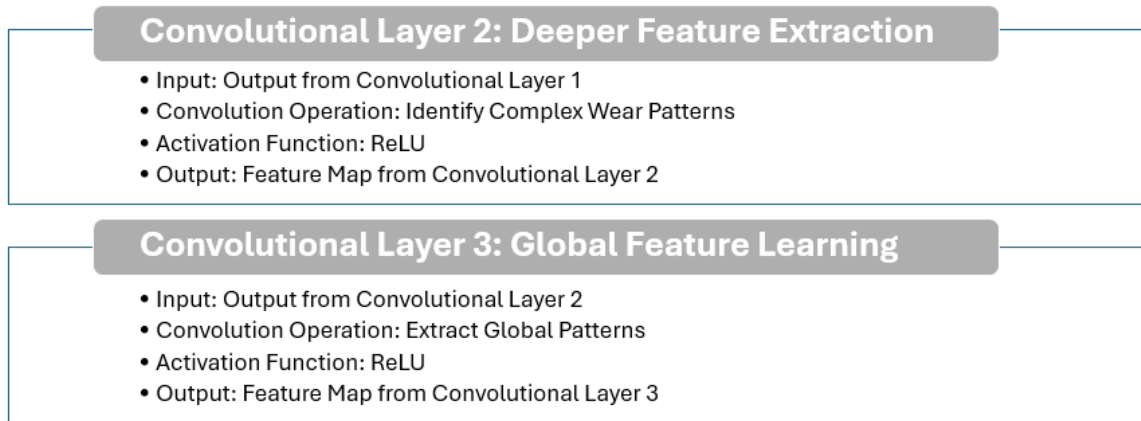 Convolutional Layer 2: Deeper Feature Extraction
• Input: Output from Convolutional Layer 1
• Convolution Operation: Identify Complex Wear Patterns
• Activation Function: ReLU
• Output: Feature Map from Convolutional Layer 2
Convolutional Layer 3: Global Feature Learning
• Input: Output from Convolutional Layer 2
• Convolution Operation: Extract Global Patterns
• Activation Function: ReLU
• Output: Feature Map from Convolutional Layer 3